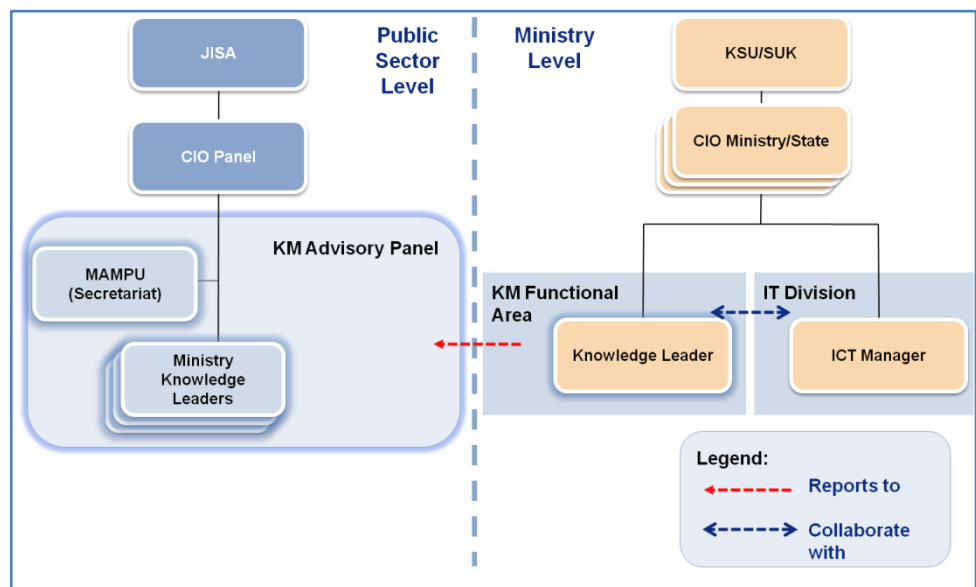 JISA
Public
Sector
Level
CIO Panel
KM Advisory Panel
MAMPU
(Secretariat)
Ministry
Knowledge
Leaders
Ministry
Level
KSU/SUK
CIO Ministry/State
KM Functional
Area
Knowledge Leader
IT Division
ICT Manager
Legend:
Reports to
Collaborate
with